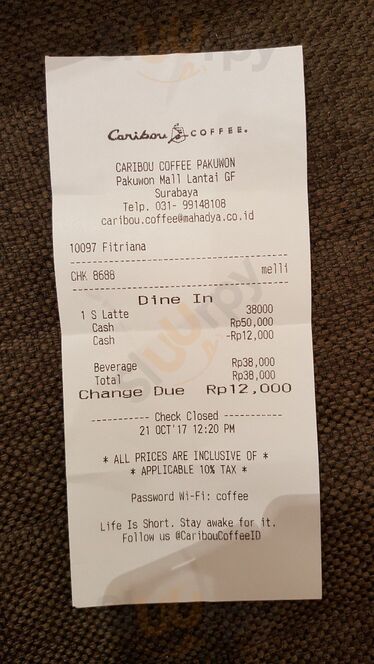 Caribou COFFEE.
CARIBOU COFFEE PAKUWON
Pakuwon Mall Lantai GF
Surabaya
Telp. 031- 99148108
caribou.coffee@mahadya.co.id
10097 Fitriana
CHK 8688 melli
Dine In
1 S Latte 38000
Cash Rp50,000
Cash -Rp12,000
Beverage Rp38,000
Total Rp38,000
Change Due Rp12,000
---------- Check Closed ----------
21 OCT'17 12:20 PM
* ALL PRICES ARE INCLUSIVE OF *
* APPLICABLE 10% TAX *
Password Wi-Fi: coffee
Life Is Short. Stay awake for it.
Follow us @CaribouCoffeeID